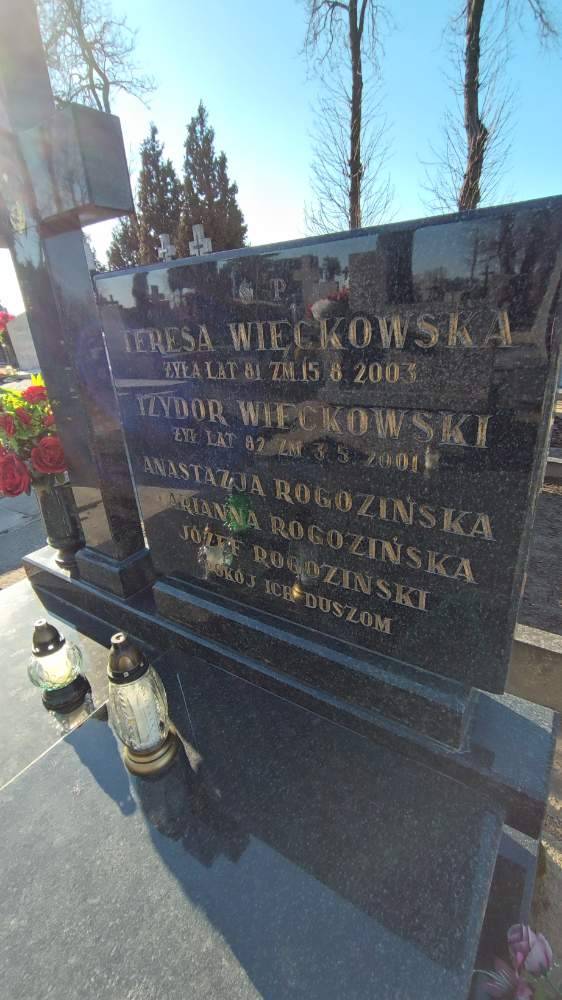 Ś P
TERESA WIĘCKOWSKA
ŻYŁA LAT 81 ZM.15 8 2003
IZYDOR WIĘCKOWSKI
ŻYŁ LAT 82 ZM 3 5 2001
ANASTAZJA ROGOZIŃSKA
MARIANNA ROGOZIŃSKA
JÓZEF ROGOZIŃSKI
POKÓJ ICH DUSZOM